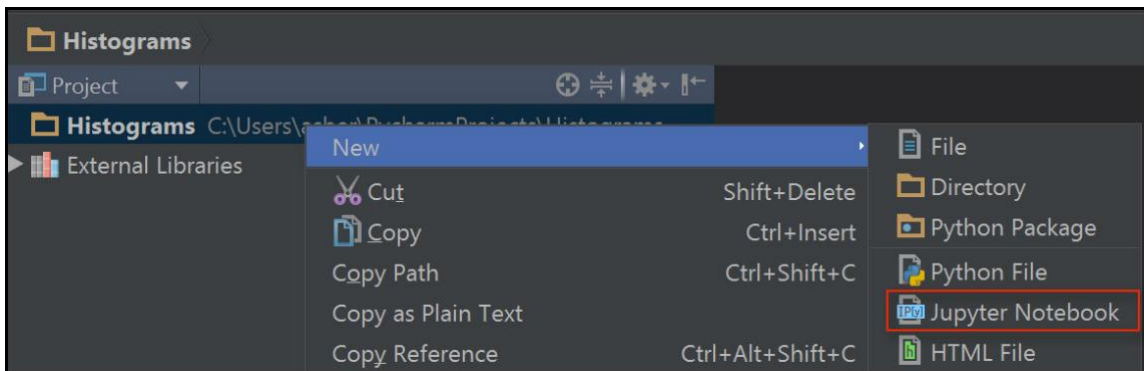 Histograms
Project
Histograms C:\Users\
External Libraries
New
Cut Shift+Delete
Copy Ctrl+Insert
Copy Path Ctrl+Shift+C
Copy as Plain Text
Copy Reference Ctrl+Alt+Shift+C
File
Directory
Python Package
Python File
Jupyter Notebook
HTML File